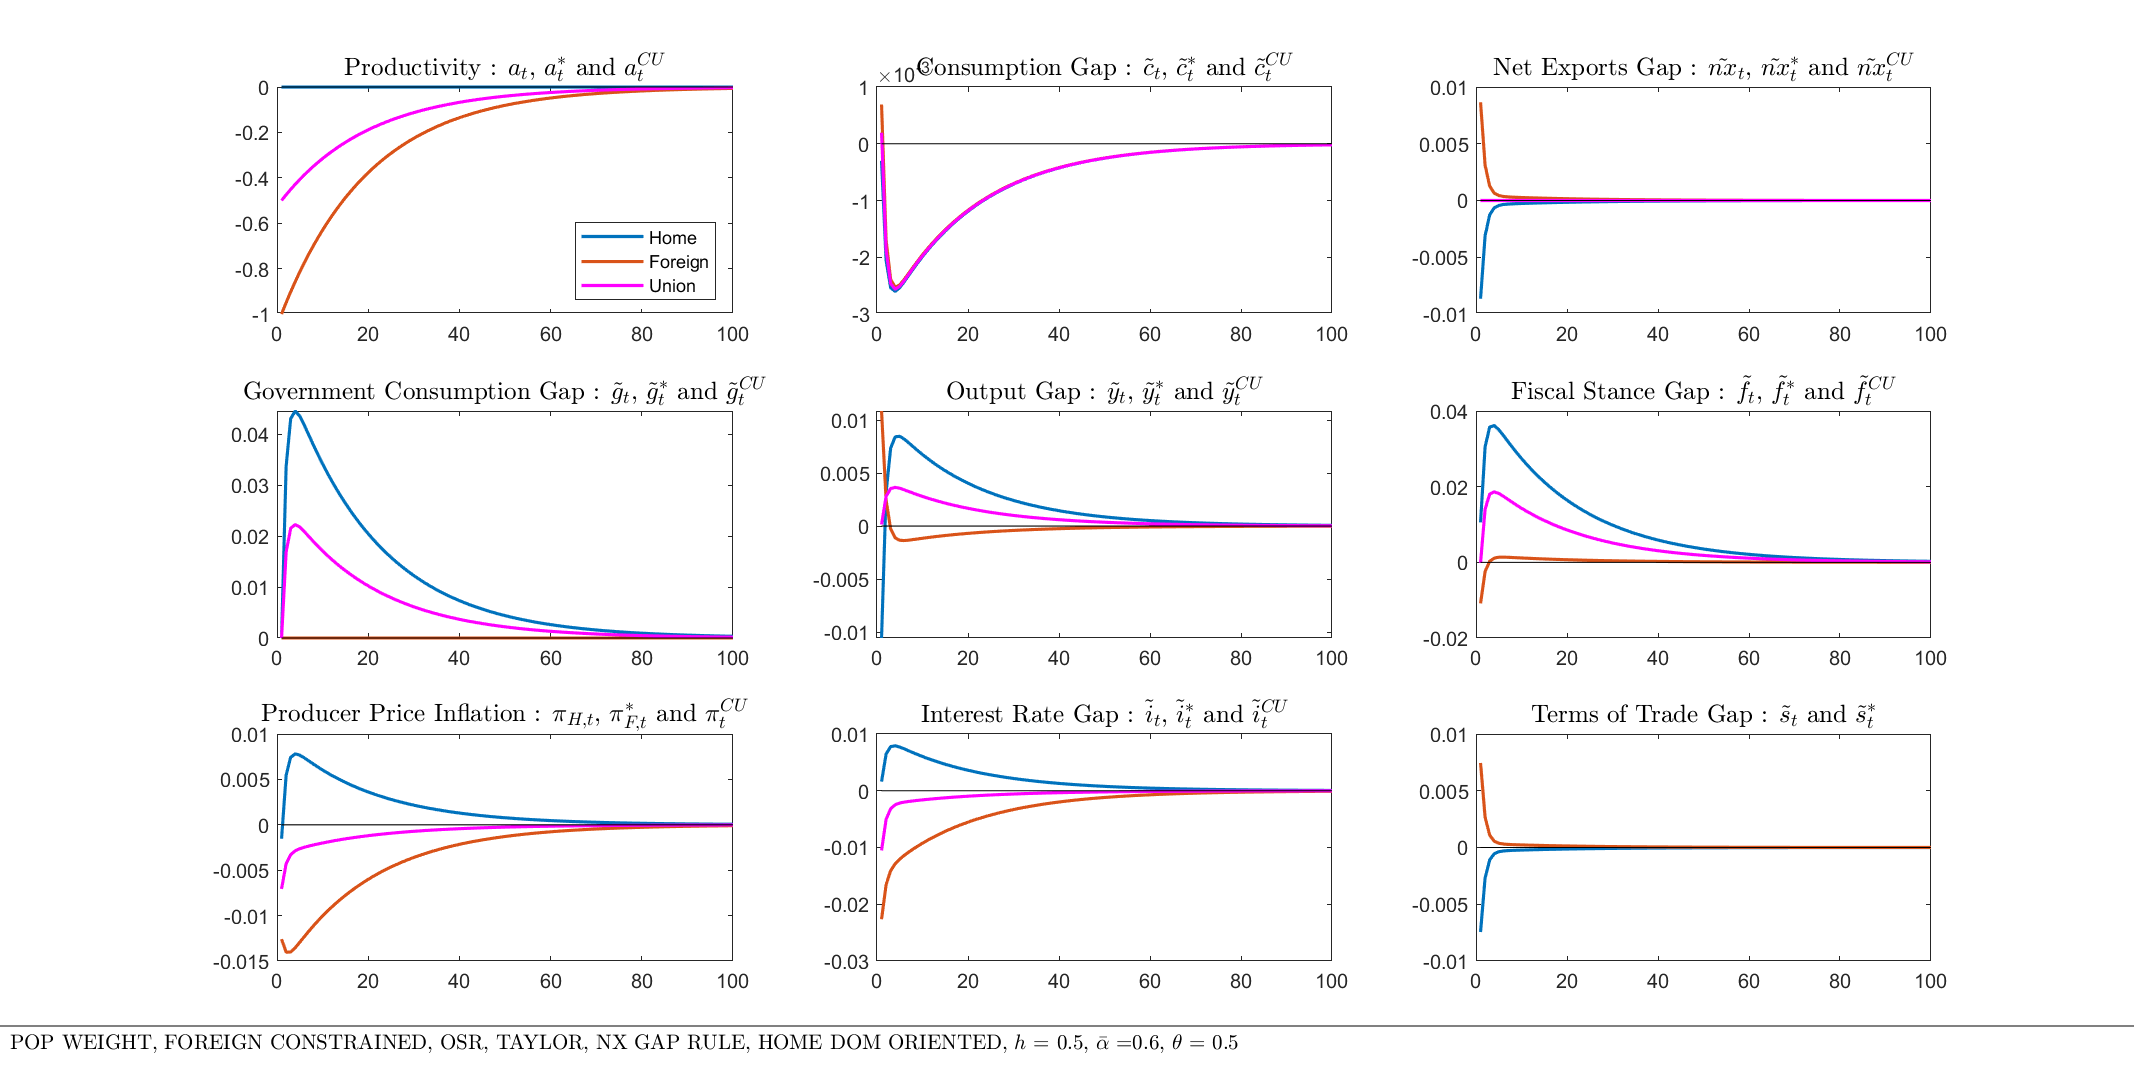 Productivity : a_t, a_t^* and a_t^{CU}
0
-0.2
-0.4
-0.6
-0.8
-1
0 20 40 60 80 100
Home
Foreign
Union
Consumption Gap : c̃_t, c̃_t^* and c̃_t^{CU}
1
0
-1
-2
-3
0 20 40 60 80 100
Net Exports Gap : ñx_t, ñx_t^* and ñx_t^{CU}
0.01
0.005
0
-0.005
-0.01
0 20 40 60 80 100
Government Consumption Gap : g̃_t, g̃_t^* and g̃_t^{CU}
0.04
0.03
0.02
0.01
0
0 20 40 60 80 100
Output Gap : ỹ_t, ỹ_t^* and ỹ_t^{CU}
0.01
0.005
0
-0.005
-0.01
0 20 40 60 80 100
Fiscal Stance Gap : f̃_t, f̃_t^* and f̃_t^{CU}
0.04
0.02
0
-0.02
0 20 40 60 80 100
Producer Price Inflation : π_{H,t}, π_{F,t}^* and π_t^{CU}
0.01
0.005
0
-0.005
-0.01
-0.015
0 20 40 60 80 100
Interest Rate Gap : ĩ_t, ĩ_t^* and ĩ_t^{CU}
0.01
0
-0.01
-0.02
-0.03
0 20 40 60 80 100
Terms of Trade Gap : s̃_t and s̃_t^*
0.01
0.005
0
-0.005
-0.01
0 20 40 60 80 100
POP WEIGHT, FOREIGN CONSTRAINED, OSR, TAYLOR, NX GAP RULE, HOME DOM ORIENTED, h = 0.5, ᾱ =0.6, θ = 0.5